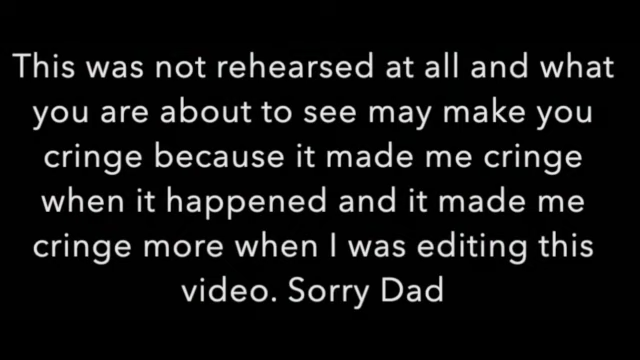 This was not rehearsed at all and what
you are about to see may make you
cringe because it made me cringe
when it happened and it made me
cringe more when I was editing this
video. Sorry Dad